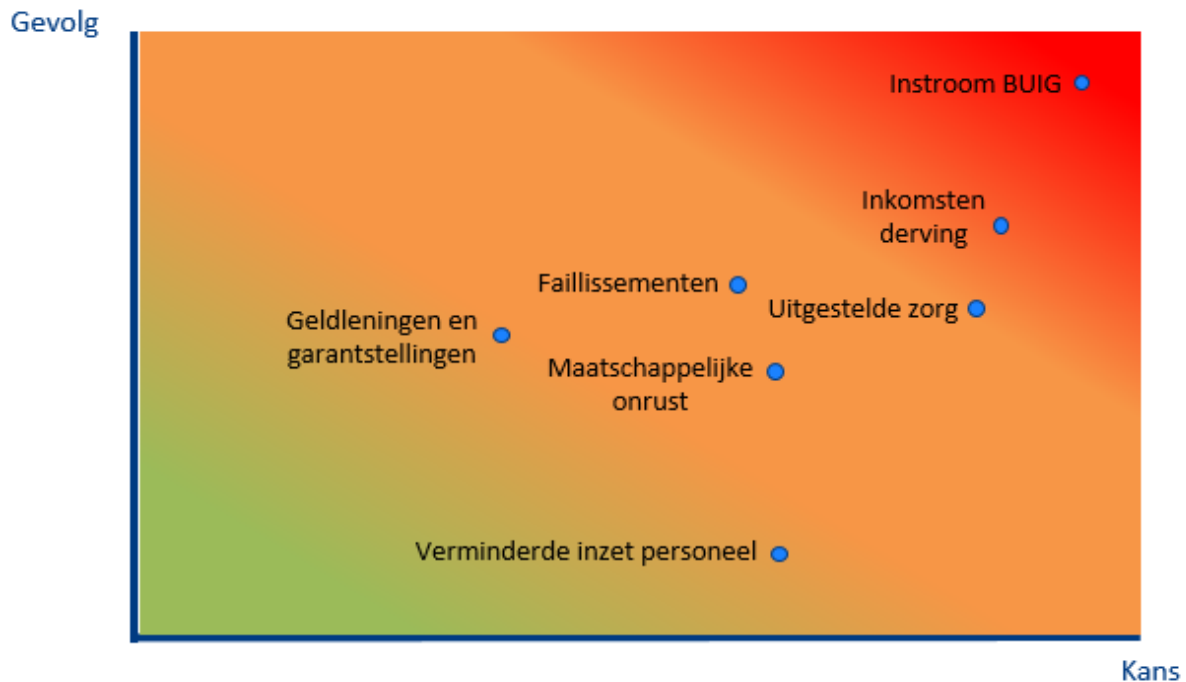 Gevolg
Instroom BUIG
Inkomsten
derving
Faillissementen
Uitgestelde zorg
Geldleningen en
garantstellingen
Maatschappelijke
onrust
Verminderde inzet personeel
Kans